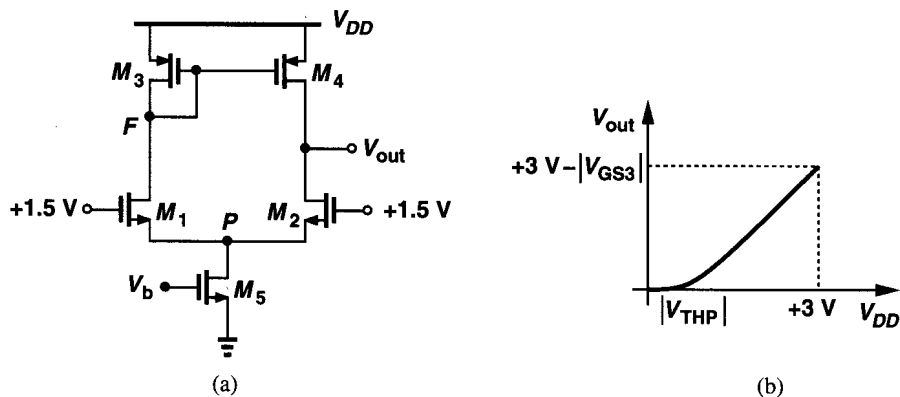 V_DD
M_3
M_4
F
V_out
+1.5 V
M_1
P
M_2
+1.5 V
V_b
M_5
(a)
V_out
+3 V–|V_GS3|
|V_THP|
+3 V
V_DD
(b)